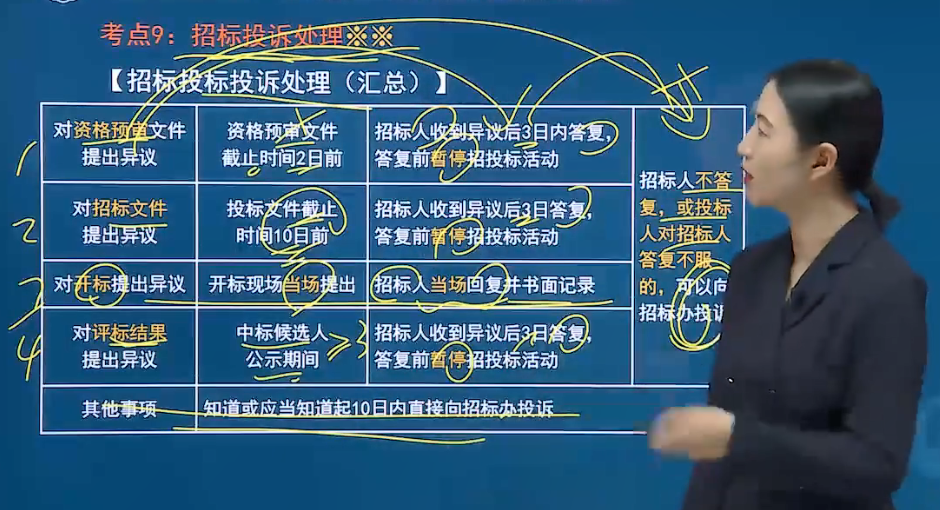 考点9：招标投诉处理※※
【招标投标投诉处理（汇总）】
对资格预审文件
提出异议
资格预审文件
截止时间2日前
招标人收到异议后3日内答复，
答复前暂停招投标活动
招标人不答
复，或投标
人对招标人
答复不服
的，可以向
招标办投诉
对招标文件
提出异议
投标文件截止
时间10日前
招标人收到异议后3日答复，
答复前暂停招投标活动
对开标提出异议
开标现场当场提出
招标人当场回复并书面记录
对评标结果
提出异议
中标候选人
公示期间
≥3
招标人收到异议后3日答复，
答复前暂停招投标活动
其他事项
知道或应当知道起10日内直接向招标办投诉
1
2
3
4